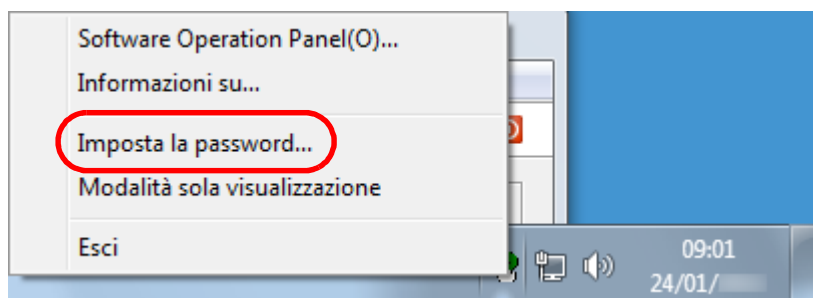 Software Operation Panel(O)...
Informazioni su...
Imposta la password...
Modalità sola visualizzazione
Esci
09:01
24/01/